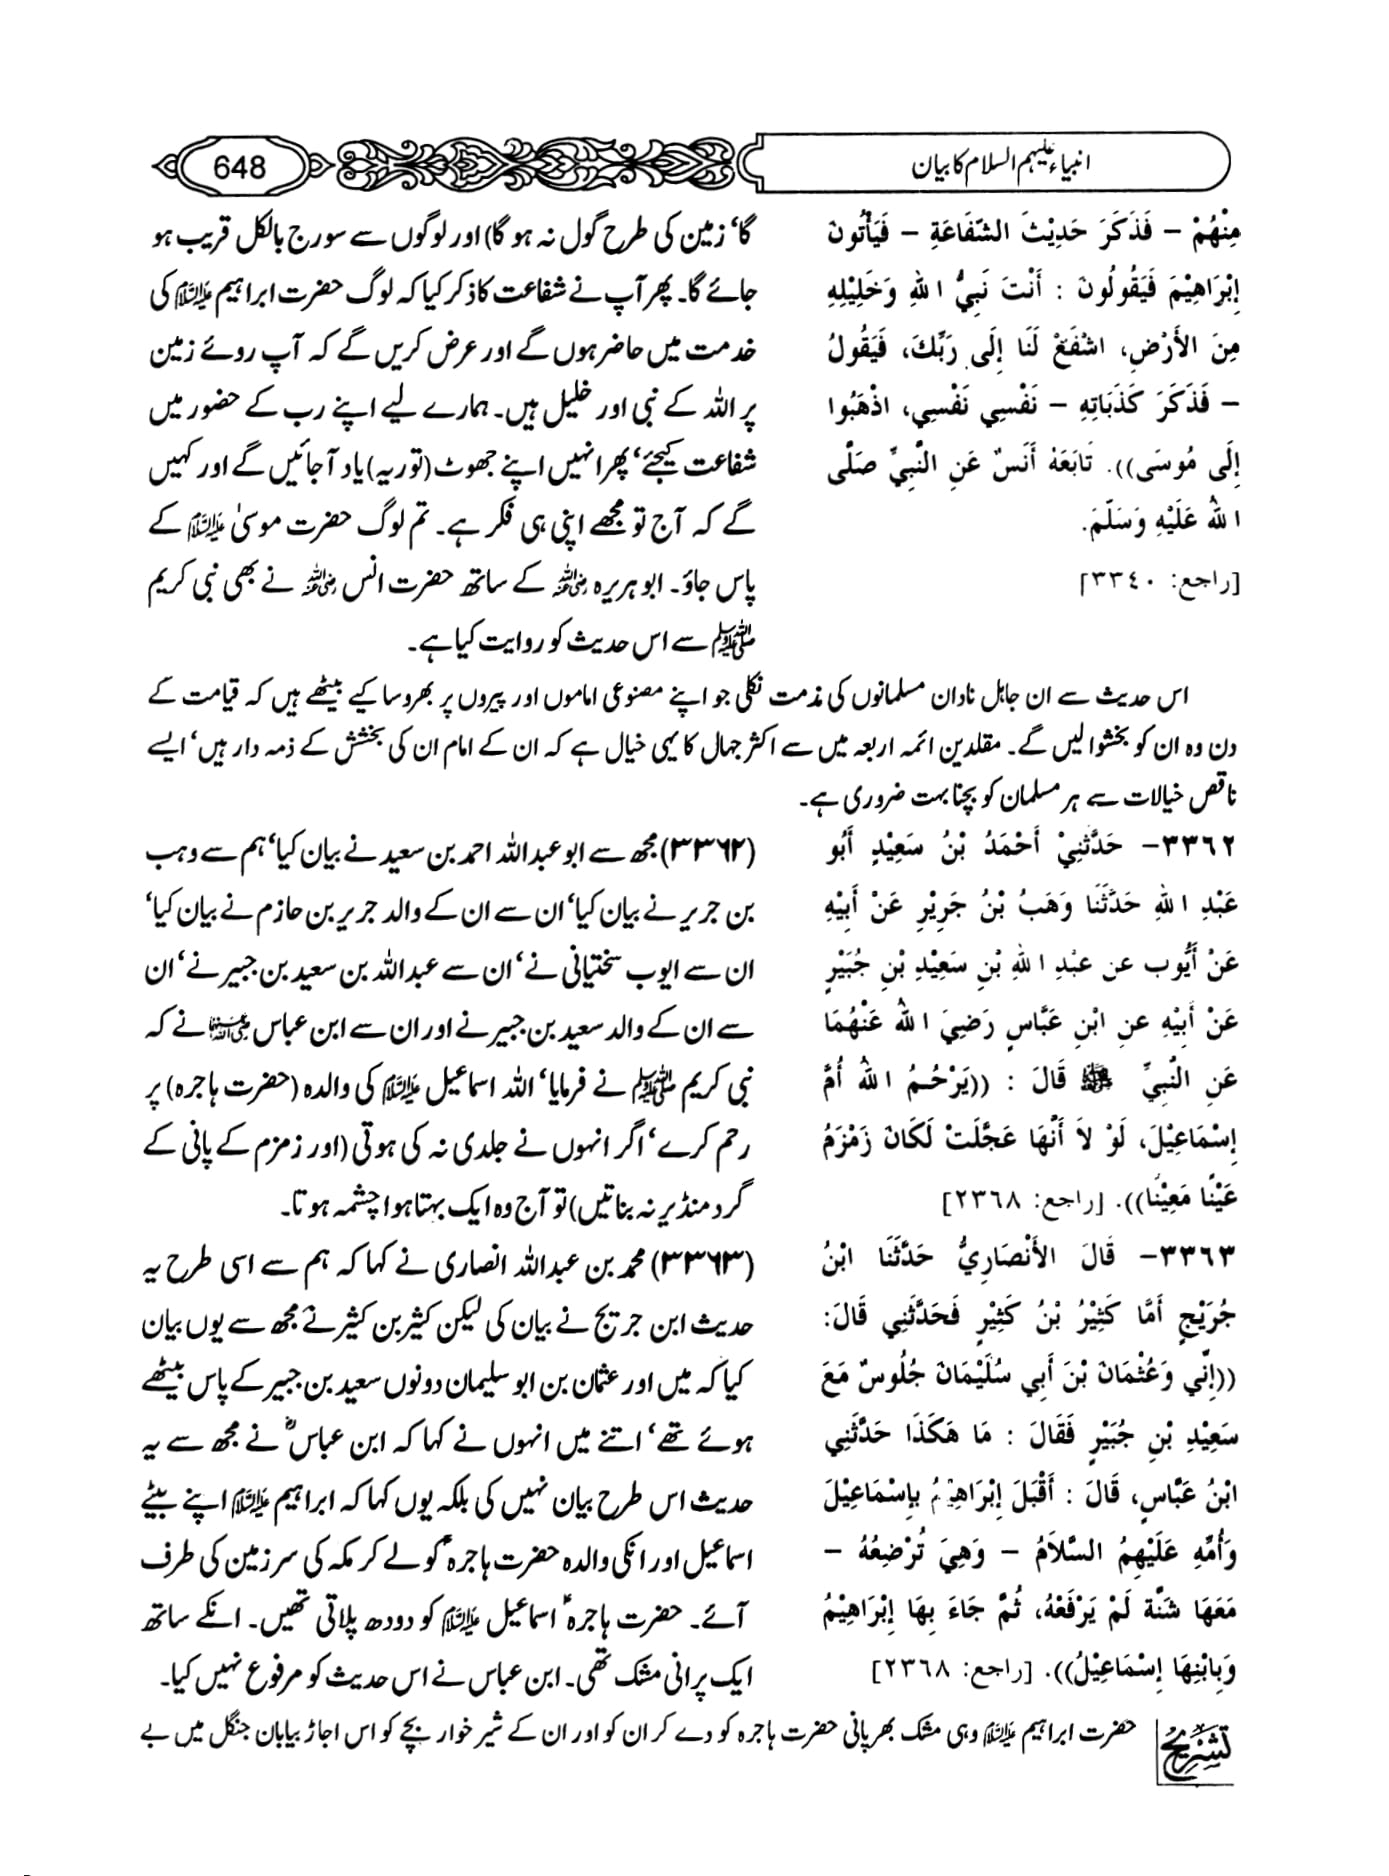 انبیاء علیہم السلام کا بیان
648
مِنْهُمْ – فَذَكَرَ حَدِيْثَ الشَّفَاعَةِ – فَيَأْتُونَ
إِبْرَاهِيْمَ فَيَقُولُونَ : أَنْتَ نَبِيُّ اللهِ وَخَلِيْلِهِ
مِنَ الأَرْضِ، اشْفَعْ لَنَا إِلَى رَبِّكَ، فَيَقُولُ
– فَذَكَرَ كَذَبَاتِهِ – نَفْسِي نَفْسِي، اذْهَبُوا
إِلَى مُوسَى)). تَابَعَهُ أَنَسٌ عَنِ النَّبِيِّ صَلَّى
اللهُ عَلَيْهِ وَسَلَّمَ.
[راجع: ٣٣٤٠]
گا‘ زمین کی طرح گول نہ ہو گا) اور لوگوں سے سورج بالکل قریب ہو
جائے گا۔ پھر آپ نے شفاعت کا ذکر کیا کہ لوگ حضرت ابراہیم علیہ السلام کی
خدمت میں حاضر ہوں گے اور عرض کریں گے کہ آپ روئے زمین
پر اللہ کے نبی اور خلیل ہیں۔ ہمارے لیے اپنے رب کے حضور میں
شفاعت کیجئے‘ پھر انہیں اپنے جھوٹ (توریہ) یاد آجائیں گے اور کہیں
گے کہ آج تو مجھے اپنی ہی فکر ہے۔ تم لوگ حضرت موسیٰ علیہ السلام کے
پاس جاؤ۔ ابو ہریرہ رضی اللہ عنہ کے ساتھ حضرت انس رضی اللہ عنہ نے بھی نبی کریم
صلی اللہ علیہ وسلم سے اس حدیث کو روایت کیا ہے۔
اس حدیث سے ان جاہل نادان مسلمانوں کی مذمت نکلی جو اپنے مصنوعی اماموں اور پیروں پر بھروسا کیے بیٹھے ہیں کہ قیامت کے
دن وہ ان کو بخشوالیں گے۔ مقلدین ائمہ اربعہ میں سے اکثر جہال کا یہی خیال ہے کہ ان کے امام ان کی بخشش کے ذمہ دار ہیں‘ ایسے
ناقص خیالات سے ہر مسلمان کو بچنا بہت ضروری ہے۔
٣٣٦٢– حَدَّثَنِيْ أَحْمَدُ بْنُ سَعِيْدٍ أَبُو
عَبْدِ اللهِ حَدَّثَنَا وَهَبُ بْنُ جَرِيْرٍ عَنْ أَبِيْهِ
عَنْ أَيُّوب عن عبْدِ اللهِ بْنِ سَعِيْدِ بْنِ جُبَيْرٍ
عَنْ أَبِيْهِ عنِ ابْنِ عَبَّاسٍ رَضِيَ اللهُ عَنْهُمَا
عَنِ النَّبِيِّ ﷺ قَالَ : ((يَرْحُمُ اللهُ أُمَّ
إِسْمَاعِيْلَ، لَوْ لاَ أَنَّهَا عَجَّلَتْ لَكَانَ زَمْزَمُ
عَيْنًا مَعِيْنًا)). [راجع: ٢٣٦٨]
(۳۳۶۲) مجھ سے ابو عبداللہ احمد بن سعید نے بیان کیا‘ ہم سے وہب
بن جریر نے بیان کیا‘ ان سے ان کے والد جریر بن حازم نے بیان کیا‘
ان سے ایوب سختیانی نے‘ ان سے عبداللہ بن سعید بن جبیر نے‘ ان
سے ان کے والد سعید بن جبیر نے اور ان سے ابن عباس رضی اللہ عنہما نے کہ
نبی کریم صلی اللہ علیہ وسلم نے فرمایا‘ اللہ اسماعیل علیہ السلام کی والدہ (حضرت ہاجرہ) پر
رحم کرے‘ اگر انہوں نے جلدی نہ کی ہوتی (اور زمزم کے پانی کے
گرد منڈیر نہ بناتیں) تو آج وہ ایک بہتا ہوا چشمہ ہوتا۔
٣٣٦٣– قَالَ الأَنْصَارِيُّ حَدَّثَنَا ابْنُ
جُرَيْجٍ أَمَّا كَثِيْرُ بْنُ كَثِيْرٍ فَحَدَّثَنِي قَالَ:
((إِنِّي وَعُثْمَانَ بْنَ أَبِي سُلَيْمَانَ جُلُوسٌ مَعَ
سَعِيْدِ بْنِ جُبَيْرٍ فَقَالَ : مَا هَكَذَا حَدَّثَنِي
ابْنُ عَبَّاسٍ، قَالَ : أَقْبَلَ إِبْرَاهِيْمُ بِإِسْمَاعِيْلَ
وَأُمِّهِ عَلَيْهِمُ السَّلاَمُ – وَهِيَ تُرْضِعُهُ –
مَعَهَا شَنَّة لَمْ يَرْفَعْهُ، ثُمَّ جَاءَ بِهَا إِبْرَاهِيْمُ
وَبِابْنِهَا إِسْمَاعِيْلُ)). [راجع: ٢٣٦٨]
(۳۳۶۳) محمد بن عبداللہ انصاری نے کہا کہ ہم سے اسی طرح یہ
حدیث ابن جریج نے بیان کی لیکن کثیر بن کثیر نے مجھ سے یوں بیان
کیا کہ میں اور عثمان بن ابو سلیمان دونوں سعید بن جبیر کے پاس بیٹھے
ہوئے تھے‘ اتنے میں انہوں نے کہا کہ ابن عباسؓ نے مجھ سے یہ
حدیث اس طرح بیان نہیں کی بلکہ یوں کہا کہ ابراہیم علیہ السلام اپنے بیٹے
اسماعیل اور انکی والدہ حضرت ہاجرہؑ کو لے کر مکہ کی سرزمین کی طرف
آئے۔ حضرت ہاجرہؑ اسماعیل علیہ السلام کو دودھ پلاتی تھیں۔ انکے ساتھ
ایک پرانی مشک تھی۔ ابن عباس نے اس حدیث کو مرفوع نہیں کیا۔
تشریح
حضرت ابراہیم علیہ السلام وہی مشک بھر پانی حضرت ہاجرہ کو دے کر ان کو اور ان کے شیر خوار بچے کو اس اجاڑ بیابان جنگل میں بے